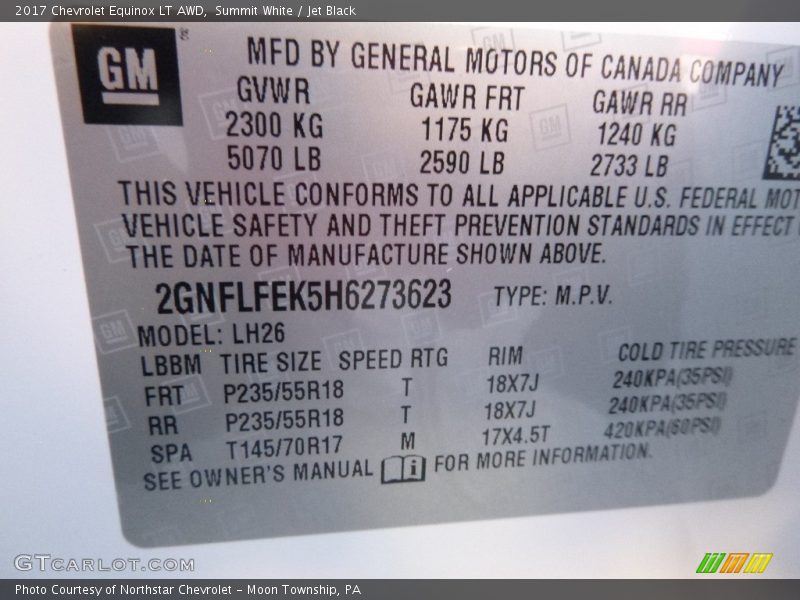 2017 Chevrolet Equinox LT AWD, Summit White / Jet Black
GM
MFD BY GENERAL MOTORS OF CANADA COMPANY
GVWR GAWR FRT GAWR RR
2300 KG 1175 KG 1240 KG
5070 LB 2590 LB 2733 LB
THIS VEHICLE CONFORMS TO ALL APPLICABLE U.S. FEDERAL MOT
VEHICLE SAFETY AND THEFT PREVENTION STANDARDS IN EFFECT
THE DATE OF MANUFACTURE SHOWN ABOVE.
2GNFLFEK5H6273623 TYPE: M.P.V.
MODEL: LH26
LBBM TIRE SIZE SPEED RTG RIM COLD TIRE PRESSURE
FRT P235/55R18 T 18X7J 240KPA(35PSI)
RR P235/55R18 T 18X7J 240KPA(35PSI)
SPA T145/70R17 M 17X4.5T 420KPA(60PSI)
SEE OWNER'S MANUAL i FOR MORE INFORMATION.
GTCARLOT.COM
Photo Courtesy of Northstar Chevrolet - Moon Township, PA